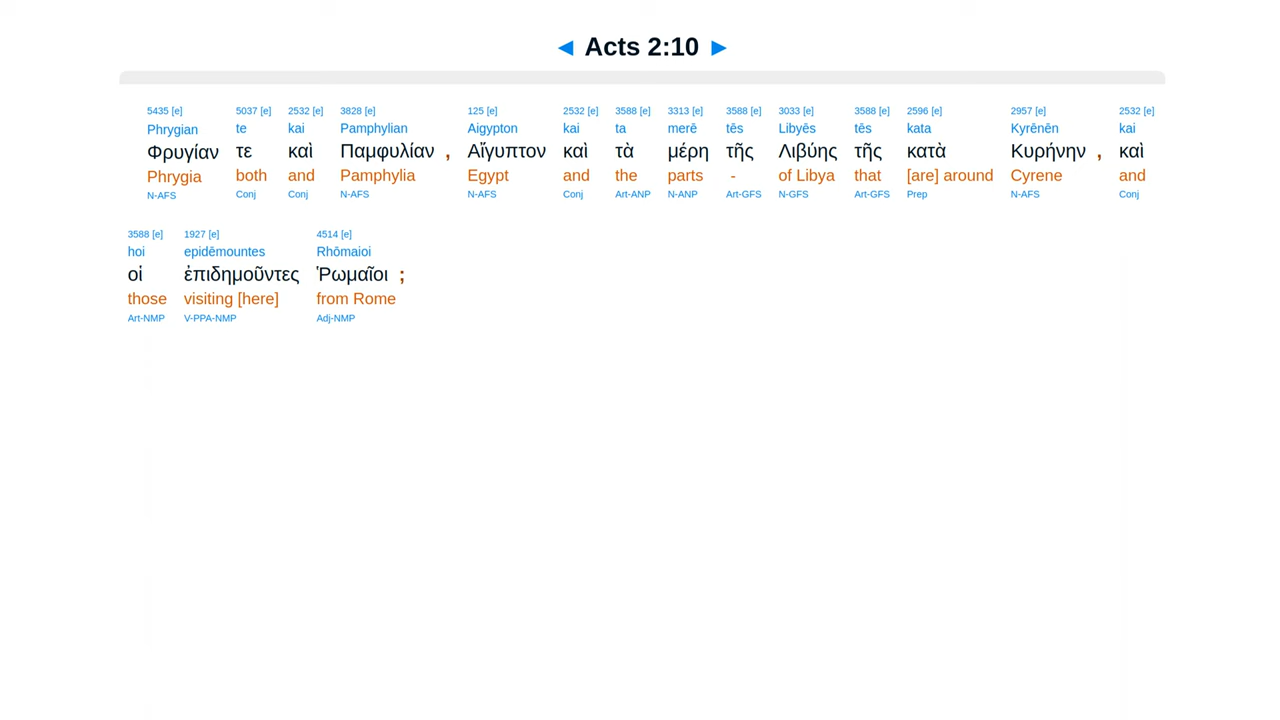 ◄ Acts 2:10 ►
5435 [e] 5037 [e] 2532 [e] 3828 [e] 125 [e] 2532 [e] 3588 [e] 3313 [e] 3588 [e] 3033 [e] 3588 [e] 2596 [e] 2957 [e] 2532 [e]
Phrygian te kai Pamphylian Aigypton kai ta merē tēs Libyēs tēs kata Kyrēnēn kai
Φρυγίαν τε καὶ Παμφυλίαν , Αἴγυπτον καὶ τὰ μέρη τῆς Λιβύης τῆς κατὰ Κυρήνην , καὶ
Phrygia both and Pamphylia Egypt and the parts - of Libya that [are] around Cyrene and
N-AFS Conj Conj N-AFS N-AFS Conj Art-ANP N-ANP Art-GFS N-GFS Art-GFS Prep N-AFS Conj
3588 [e] 1927 [e] 4514 [e]
hoi epidēmountes Rhōmaioi
οἱ ἐπιδημοῦντες Ῥωμαῖοι ;
those visiting [here] from Rome
Art-NMP V-PPA-NMP Adj-NMP